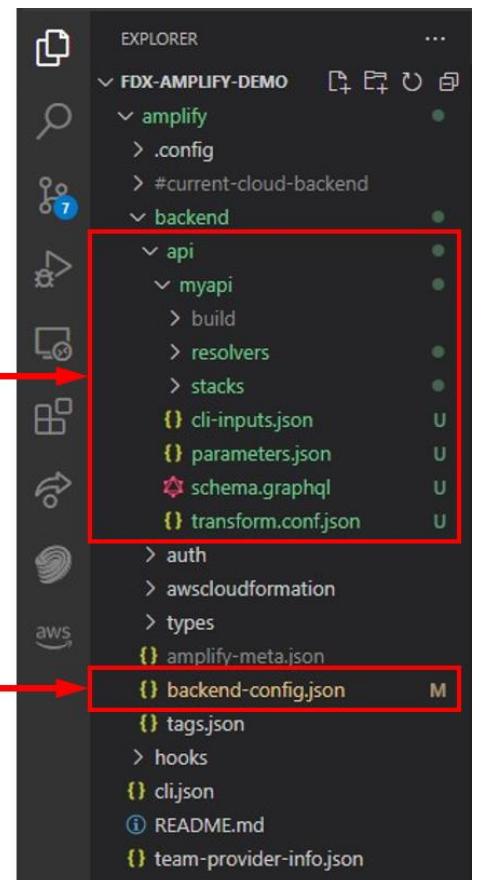 EXPLORER ...
FDX-AMPLIFY-DEMO
amplify
.config
#current-cloud-backend
backend
7
api
myapi
build
resolvers
stacks
cli-inputs.json U
parameters.json U
schema.graphql U
transform.conf.json U
auth
awscloudformation
types
aws
amplify-meta.json
backend-config.json M
tags.json
hooks
cli.json
README.md
team-provider-info.json